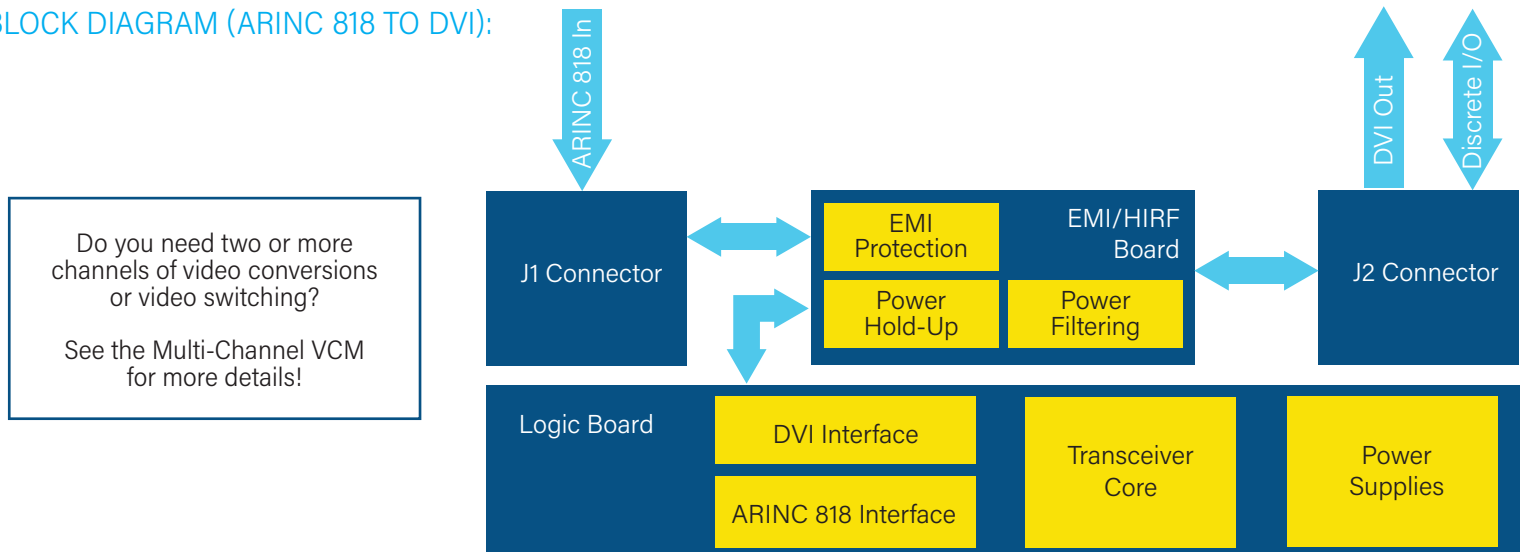 BLOCK DIAGRAM (ARINC 818 TO DVI):
ARINC 818 In
DVI Out
Discrete I/O
Do you need two or more
channels of video conversions
or video switching?
See the Multi-Channel VCM
for more details!
J1 Connector
EMI
Protection
EMI/HIRF
Board
Power
Hold-Up
Power
Filtering
J2 Connector
Logic Board
DVI Interface
ARINC 818 Interface
Transceiver
Core
Power
Supplies